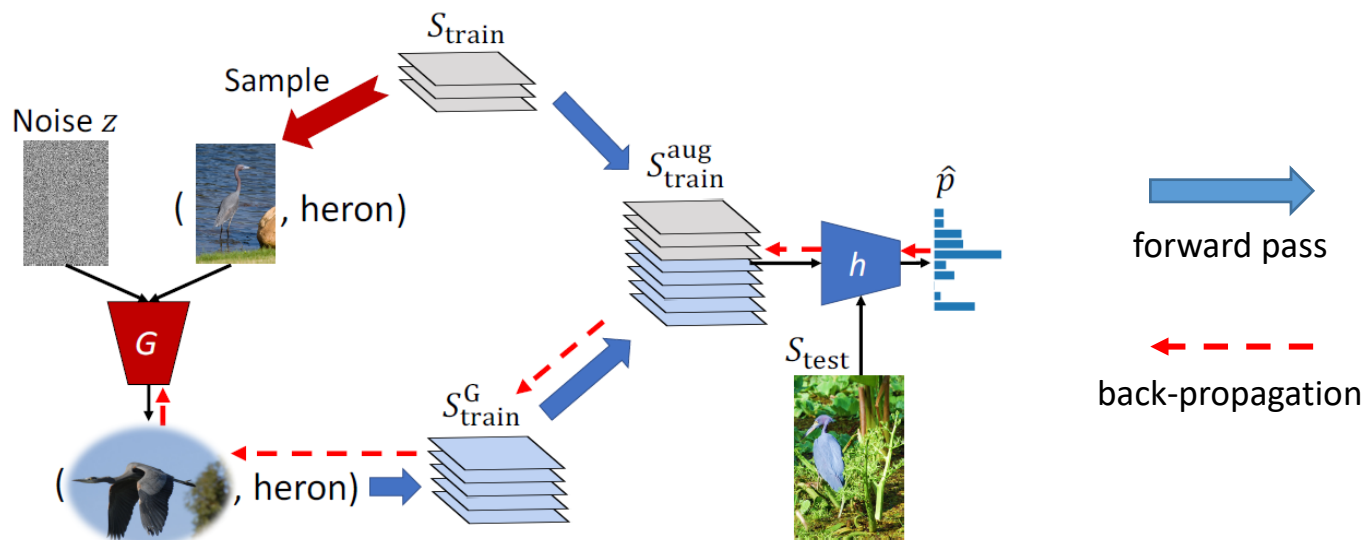 S_train
Sample
Noise z
( , heron)
S_train^aug
p̂
h
forward pass
G
S_test
back-propagation
S_train^G
( , heron)